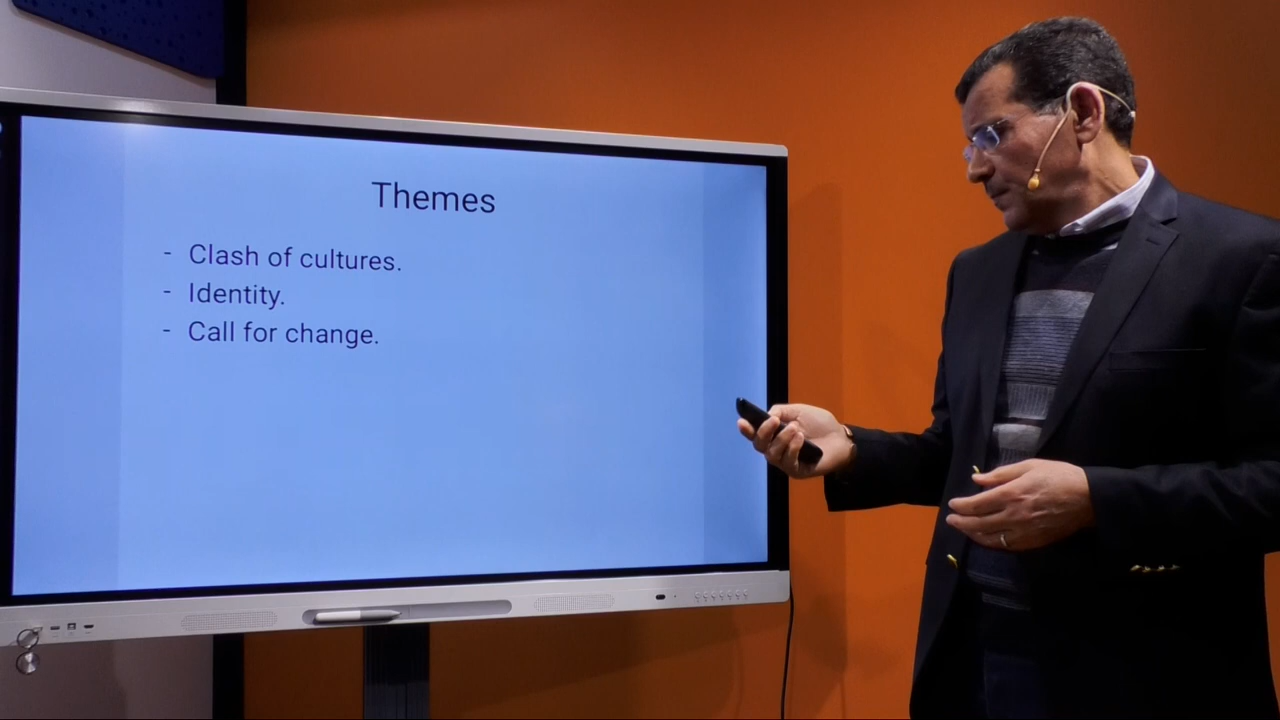 Themes
- Clash of cultures.
- Identity.
- Call for change.